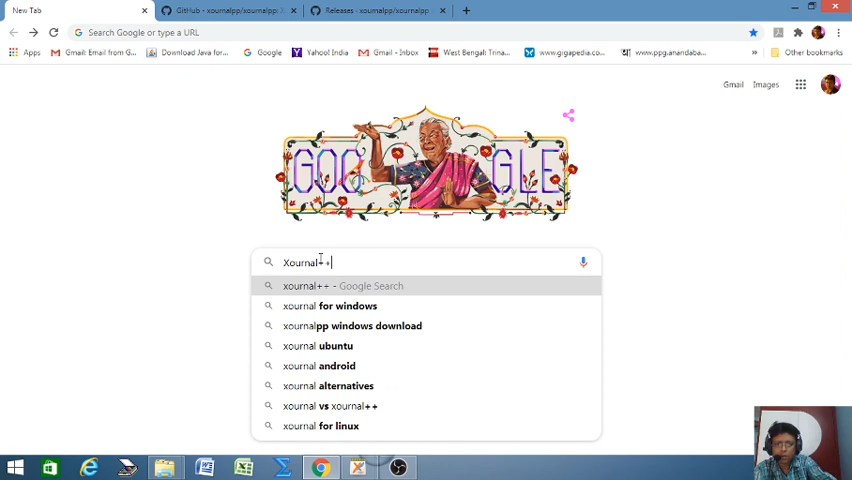 New Tab
GitHub - xournalpp/xournalpp: X
Releases · xournalpp/xournalpp
Search Google or type a URL
Apps
Gmail: Email from G...
Download Java for...
Google
Yahoo! India
Gmail - Inbox
West Bengal: Trina...
www.gigapedia.co...
www.ppg.anandaba...
»
Other bookmarks
Gmail
Images
GOOGLE
Xournal++
xournal++ - Google Search
xournal for windows
xournalpp windows download
xournal ubuntu
xournal android
xournal alternatives
xournal vs xournal++
xournal for linux